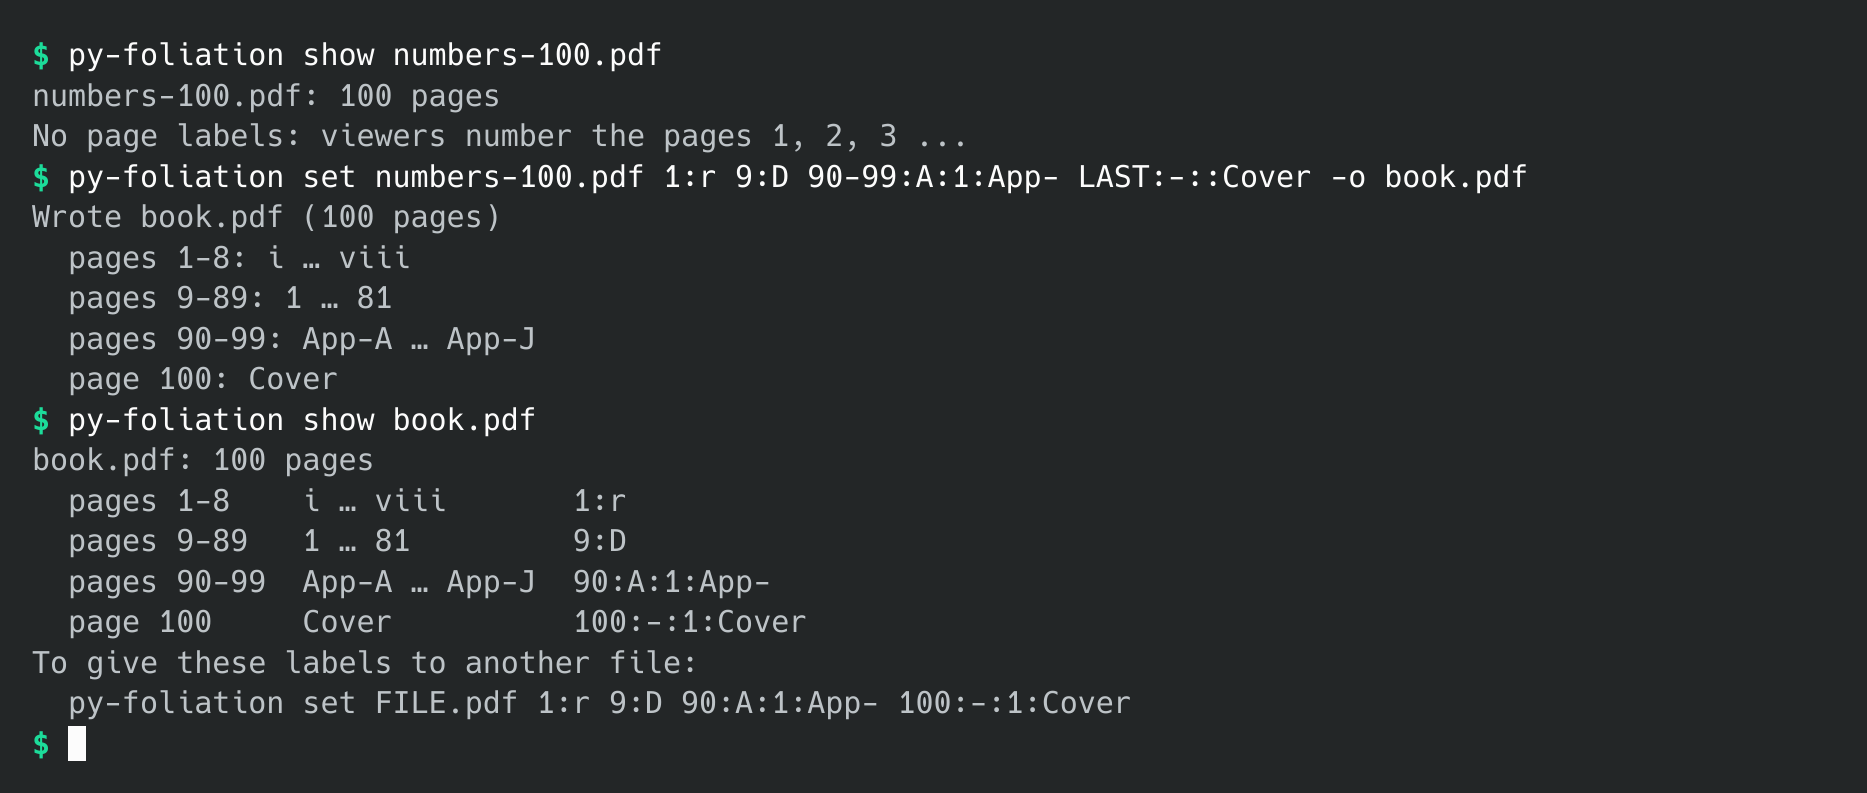 $ py-foliation show numbers-100.pdf
numbers-100.pdf: 100 pages
No page labels: viewers number the pages 1, 2, 3 ...
$ py-foliation set numbers-100.pdf 1:r 9:D 90-99:A:1:App- LAST:-::Cover -o book.pdf
Wrote book.pdf (100 pages)
  pages 1-8: i … viii
  pages 9-89: 1 … 81
  pages 90-99: App-A … App-J
  page 100: Cover
$ py-foliation show book.pdf
book.pdf: 100 pages
  pages 1-8    i … viii       1:r
  pages 9-89   1 … 81         9:D
  pages 90-99  App-A … App-J  90:A:1:App-
  page 100     Cover          100:-:1:Cover
To give these labels to another file:
  py-foliation set FILE.pdf 1:r 9:D 90:A:1:App- 100:-:1:Cover
$